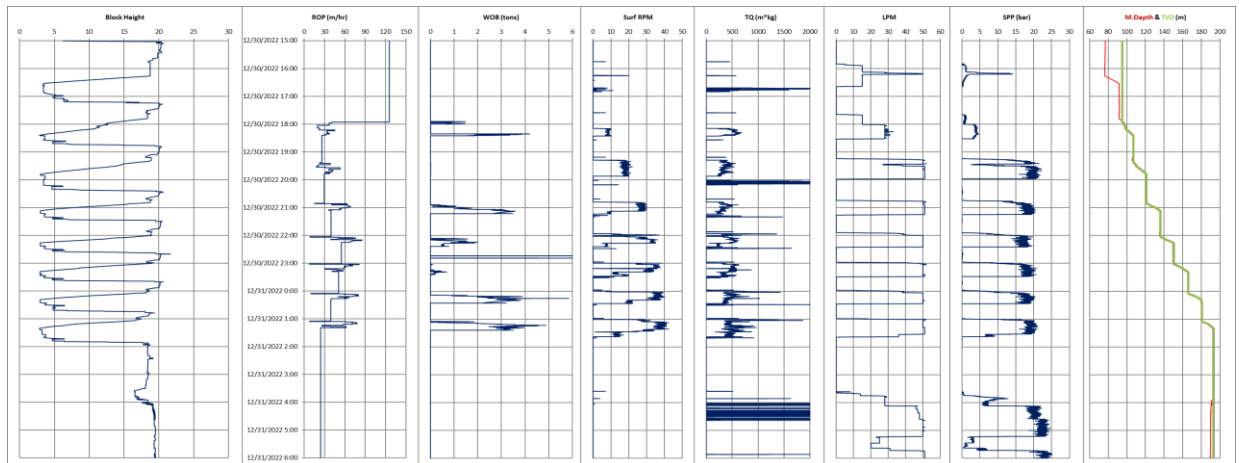 Block Height
0 10 20 30
ROP (m/hr)
0 30 60 90 120 150
WOB (tons)
0 1 2 3 4 5 6
Surf RPM
0 10 20 30 40 50
TQ (m*kg)
0 500 1000 1500 2000
LPM
0 10 20 30 40 50 60
SPP (bar)
0 5 10 15 20 25 30
M.Depth & TVD (m)
60 80 100 120 140 160 180 200
12/30/2022 15:00
12/30/2022 16:00
12/30/2022 17:00
12/30/2022 18:00
12/30/2022 19:00
12/30/2022 20:00
12/30/2022 21:00
12/30/2022 22:00
12/30/2022 23:00
12/31/2022 0:00
12/31/2022 1:00
12/31/2022 2:00
12/31/2022 3:00
12/31/2022 4:00
12/31/2022 5:00
12/31/2022 6:00